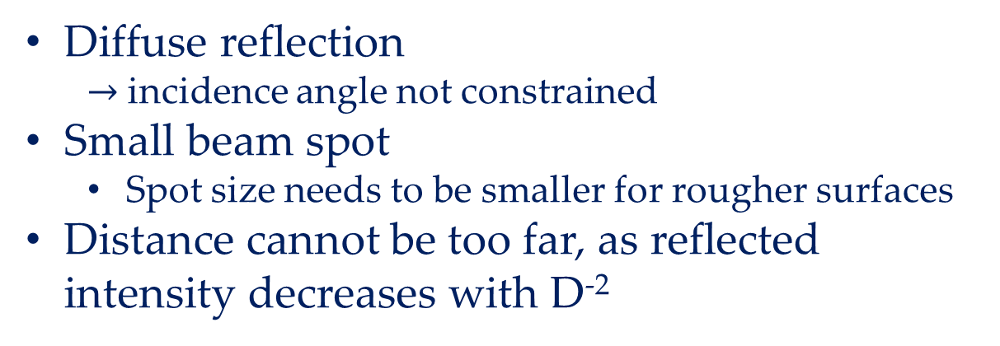 • Diffuse reflection
→ incidence angle not constrained
• Small beam spot
• Spot size needs to be smaller for rougher surfaces
• Distance cannot be too far, as reflected
intensity decreases with D⁻²